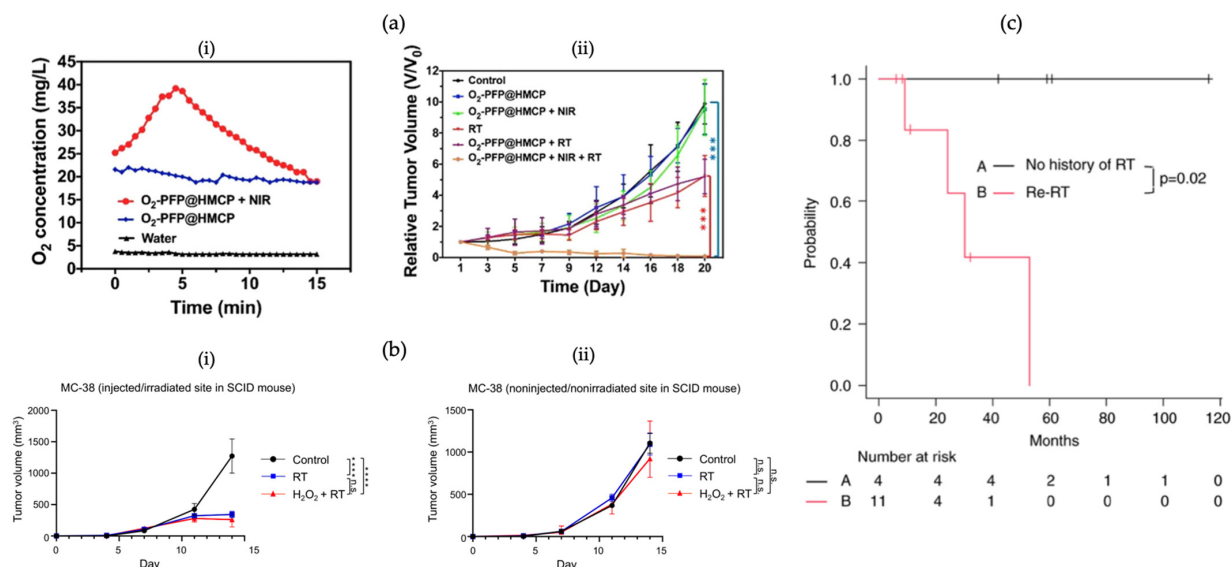 (a)
(i)
(ii)
(c)
O₂ concentration (mg/L)
45
40
35
30
25
20
15
10
5
0
O₂-PFP@HMCP + NIR
O₂-PFP@HMCP
Water
0 5 10 15
Time (min)
Relative Tumor Volume (V/V₀)
12
10
8
6
4
2
0
Control
O₂-PFP@HMCP
O₂-PFP@HMCP + NIR
RT
O₂-PFP@HMCP + RT
O₂-PFP@HMCP + NIR + RT
***
***
1 3 5 7 9 12 14 16 18 20
Time (Day)
(b)
(i)
(ii)
MC-38 (injected/irradiated site in SCID mouse)
Tumor volume (mm³)
2000
1500
1000
500
0
0 5 10 15
Day
Control
RT
H₂O₂ + RT
****
n.s.
****
MC-38 (noninjected/nonirradiated site in SCID mouse)
Tumor volume (mm³)
1500
1000
500
0
0 5 10 15
Day
Control
RT
H₂O₂ + RT
n.s.
n.s.
n.s.
Probability
1.0
0.8
0.6
0.4
0.2
0.0
A No history of RT
B Re-RT
p=0.02
0 20 40 60 80 100 120
Months
Number at risk
A 4 4 4 2 1 1 0
B 11 4 1 0 0 0 0